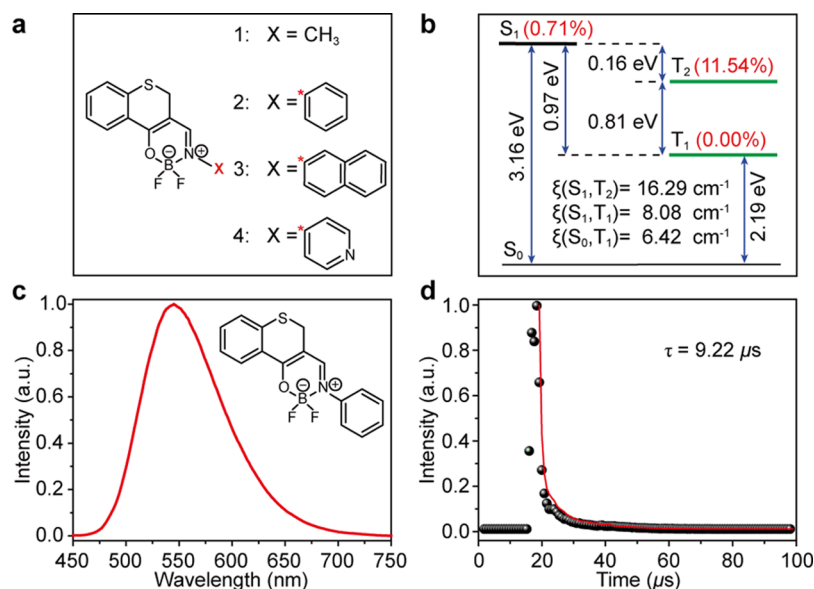 a
1: X = CH₃
2: X = *
3: X = *
4: X = *
N
S
O
B
⊖
N
⊕
F
F
X
b
S₁ (0.71%)
0.16 eV
T₂ (11.54%)
3.16 eV
0.97 eV
0.81 eV
T₁ (0.00%)
ξ(S₁,T₂)= 16.29 cm⁻¹
ξ(S₁,T₁)= 8.08 cm⁻¹
ξ(S₀,T₁)= 6.42 cm⁻¹
2.19 eV
S₀
c
Intensity (a.u.)
1.0
0.8
0.6
0.4
0.2
0.0
450 500 550 600 650 700 750
Wavelength (nm)
S
O
B
⊖
N
⊕
F
F
d
Intensity (a.u.)
1.0
0.8
0.6
0.4
0.2
0.0
τ = 9.22 μs
0 20 40 60 80 100
Time (μs)